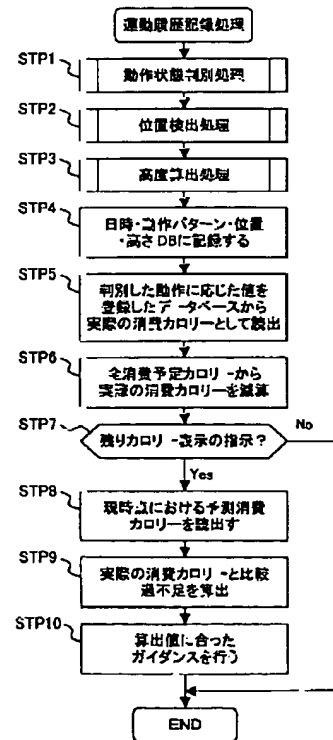 運動履歴記録処理
STP1
動作状態判別処理
STP2
位置検出処理
STP3
高度算出処理
STP4
日時・動作パターン・位置
・高さDBに記録する
STP5
判別した動作に応じた値を
登録したデータベースから
実際の消費カロリーとして読出
STP6
全消費予定カロリーから
実際の消費カロリーを減算
STP7
残りカロリー表示の指示？
No
Yes
STP8
現時点における予測消費
カロリーを読出す
STP9
実際の消費カロリーと比較
過不足を算出
STP10
算出値に合った
ガイダンスを行う
END